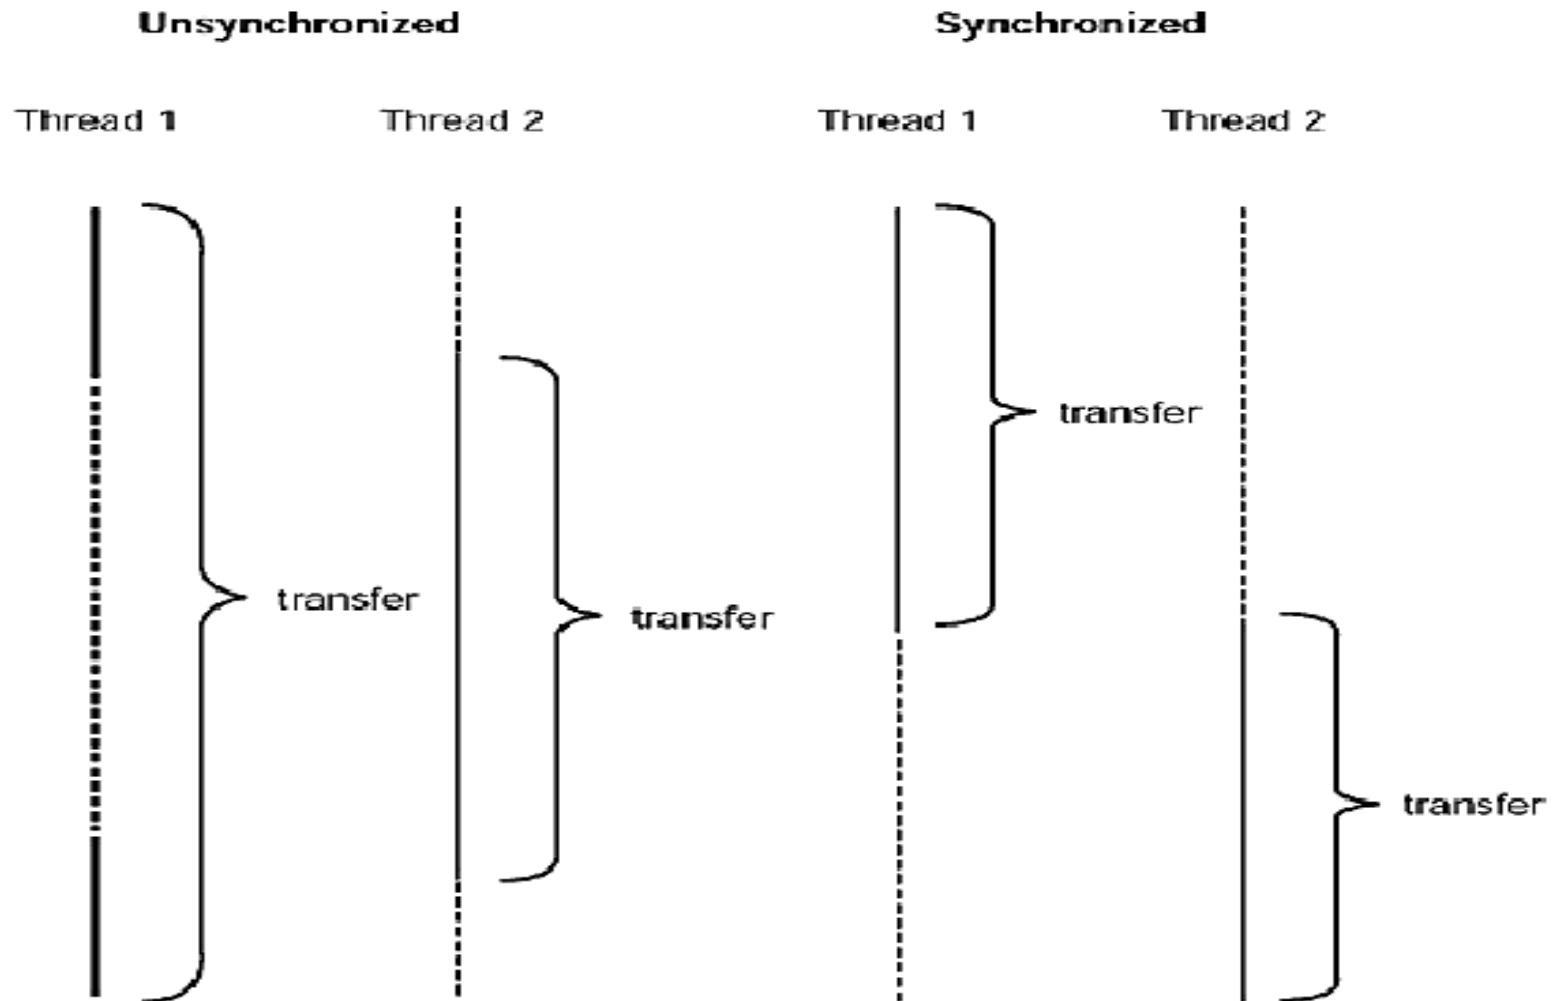 Unsynchronized Synchronized
Thread 1 Thread 2 Thread 1 Thread 2
transfer
transfer
transfer
transfer